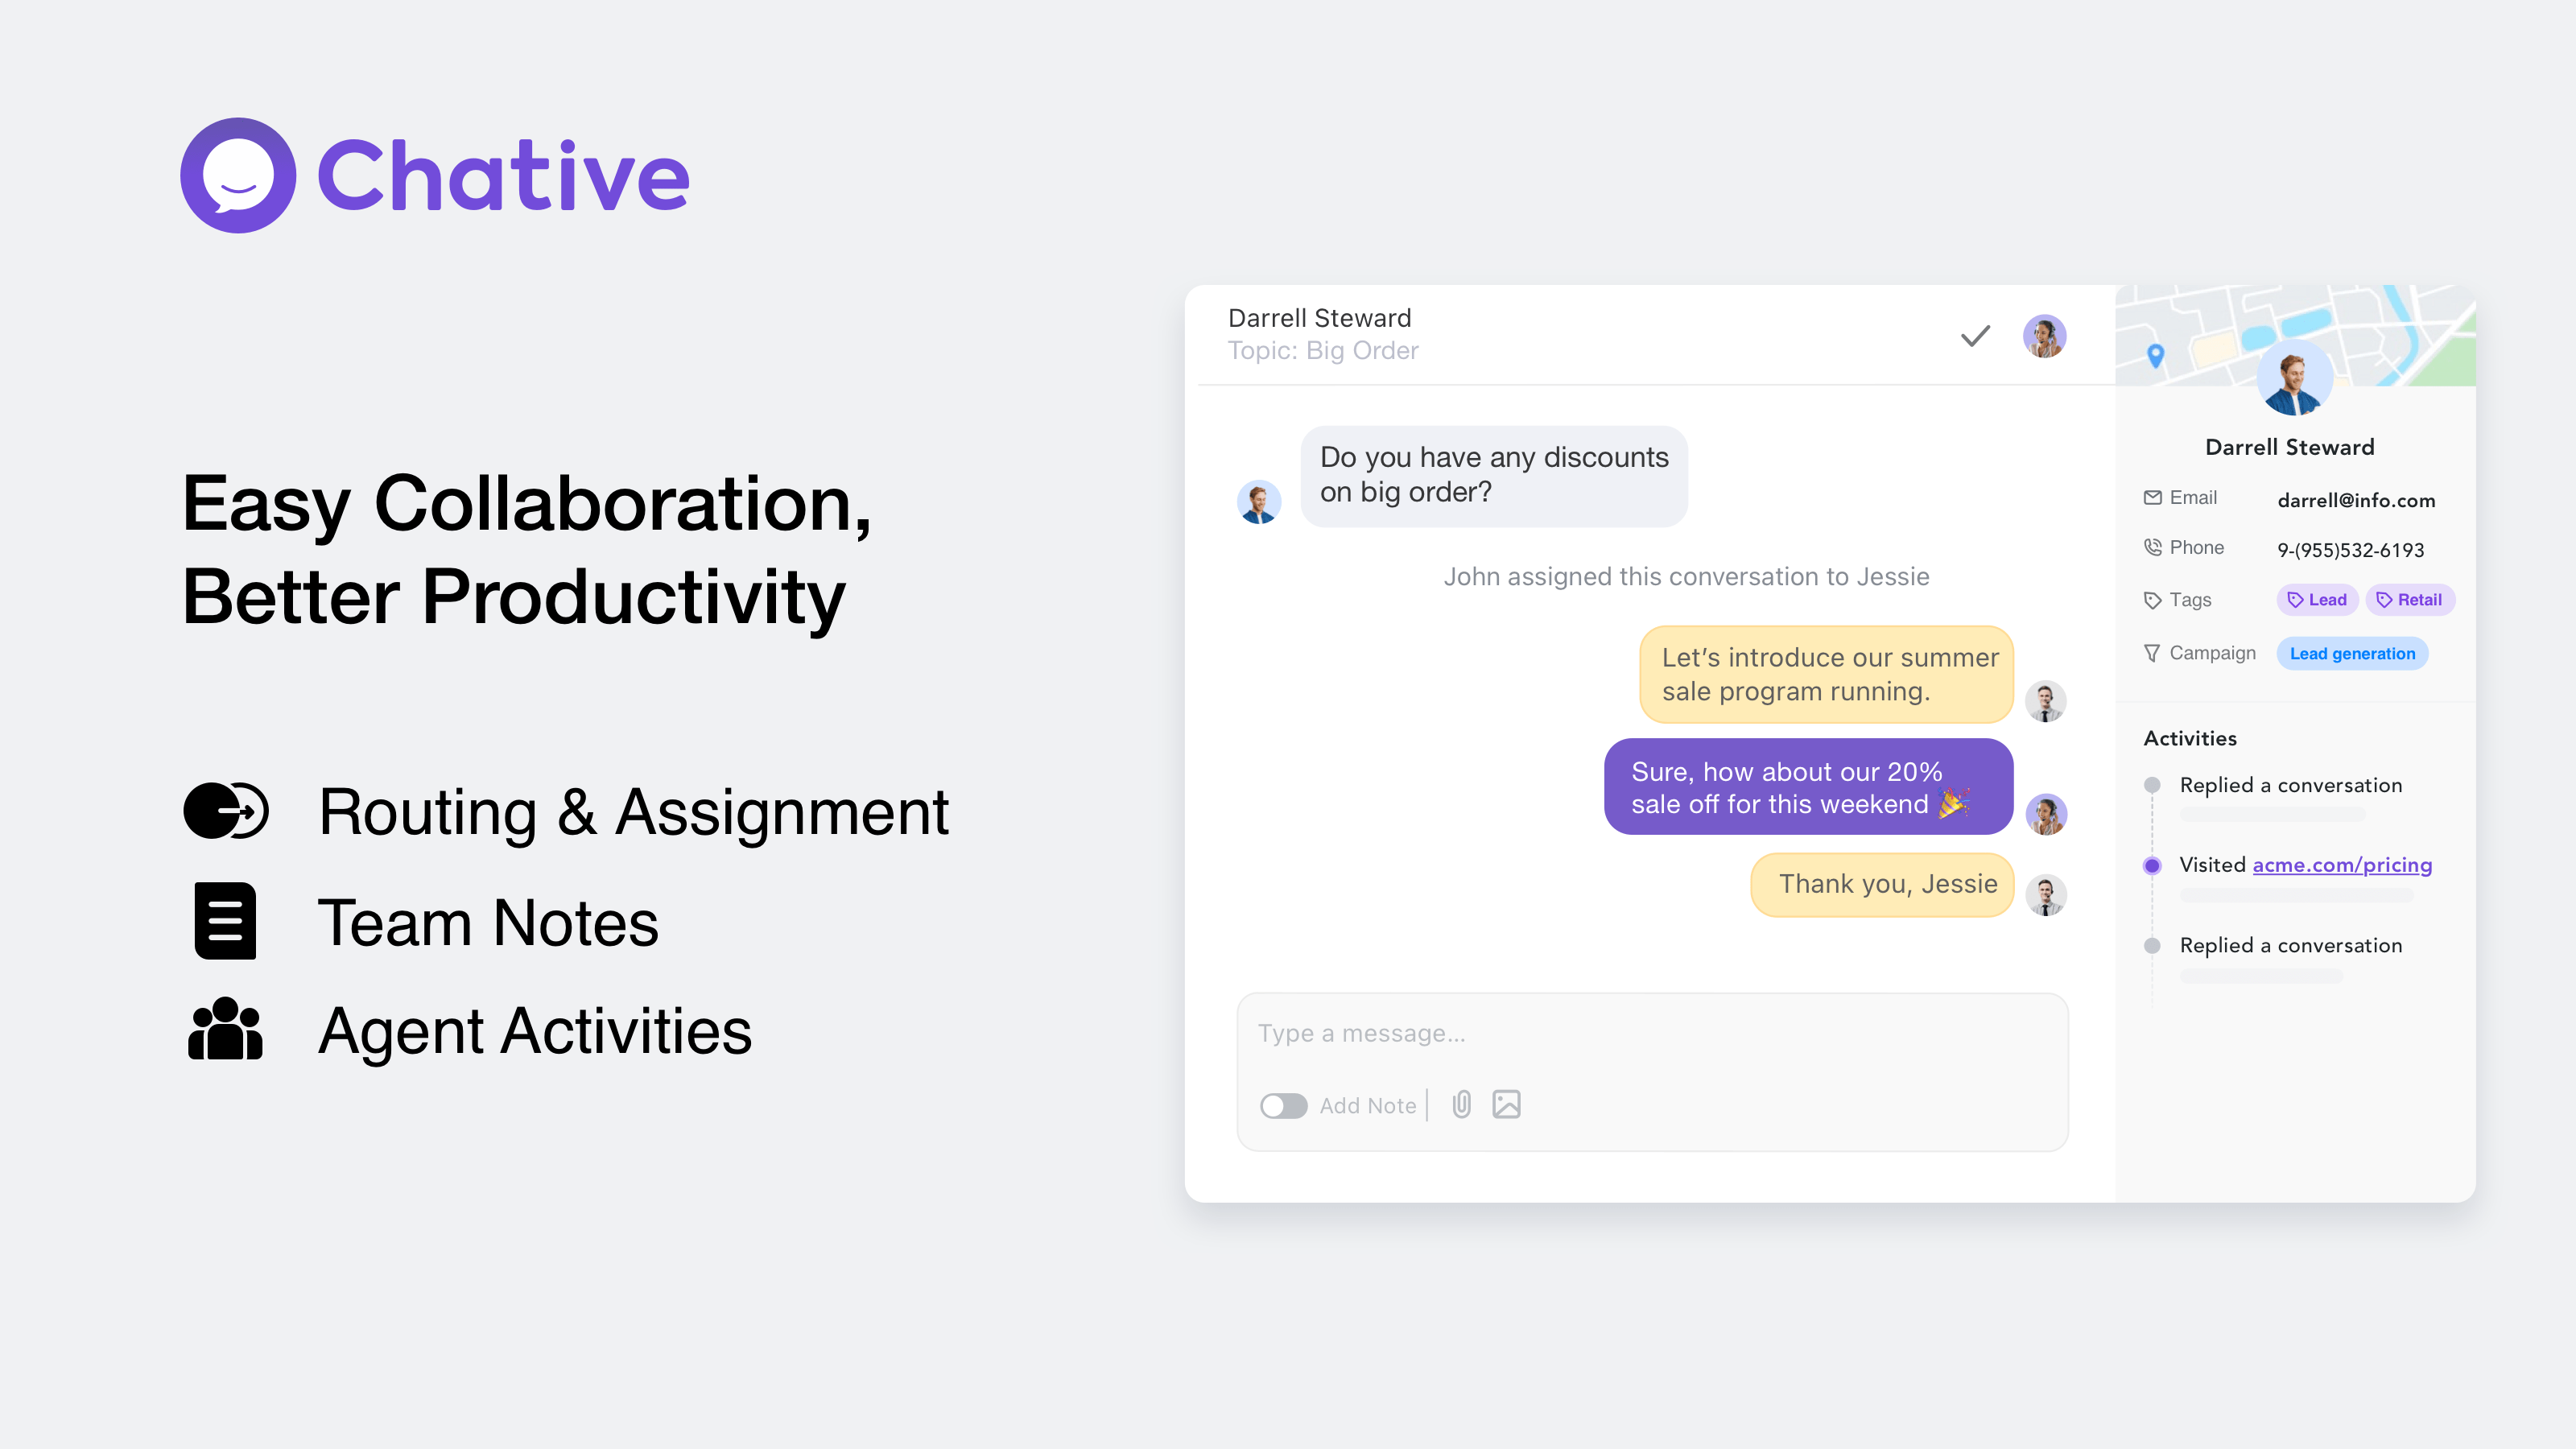 Chative
Easy Collaboration,
Better Productivity
Routing & Assignment
Team Notes
Agent Activities
Darrell Steward
Topic: Big Order
Do you have any discounts
on big order?
John assigned this conversation to Jessie
Let’s introduce our summer
sale program running.
Sure, how about our 20%
sale off for this weekend 🎉
Thank you, Jessie
Type a message...
Add Note
Darrell Steward
Email darrell@info.com
Phone 9-(955)532-6193
Tags Lead Retail
Campaign Lead generation
Activities
Replied a conversation
Visited acme.com/pricing
Replied a conversation